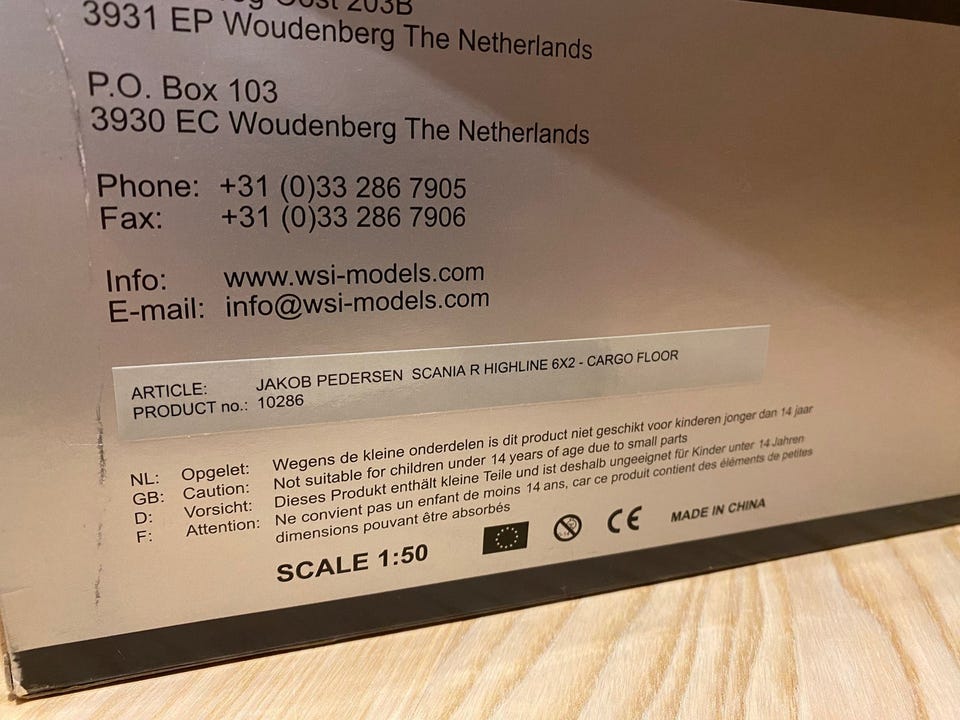 Oost 203B
3931 EP Woudenberg The Netherlands
P.O. Box 103
3930 EC Woudenberg The Netherlands
Phone: +31 (0)33 286 7905
Fax: +31 (0)33 286 7906
Info: www.wsi-models.com
E-mail: info@wsi-models.com
ARTICLE: JAKOB PEDERSEN SCANIA R HIGHLINE 6X2 - CARGO FLOOR
PRODUCT no.: 10286
NL: Opgelet: Wegens de kleine onderdelen is dit product niet geschikt voor kinderen jonger dan 14 jaar
GB: Caution: Not suitable for children under 14 years of age due to small parts
D: Vorsicht: Dieses Produkt enthält kleine Teile und ist deshalb ungeeignet für Kinder unter 14 Jahren
F: Attention: Ne convient pas un enfant de moins 14 ans, car ce produit contient des éléments de petites
dimensions pouvant être absorbés
SCALE 1:50
CE MADE IN CHINA